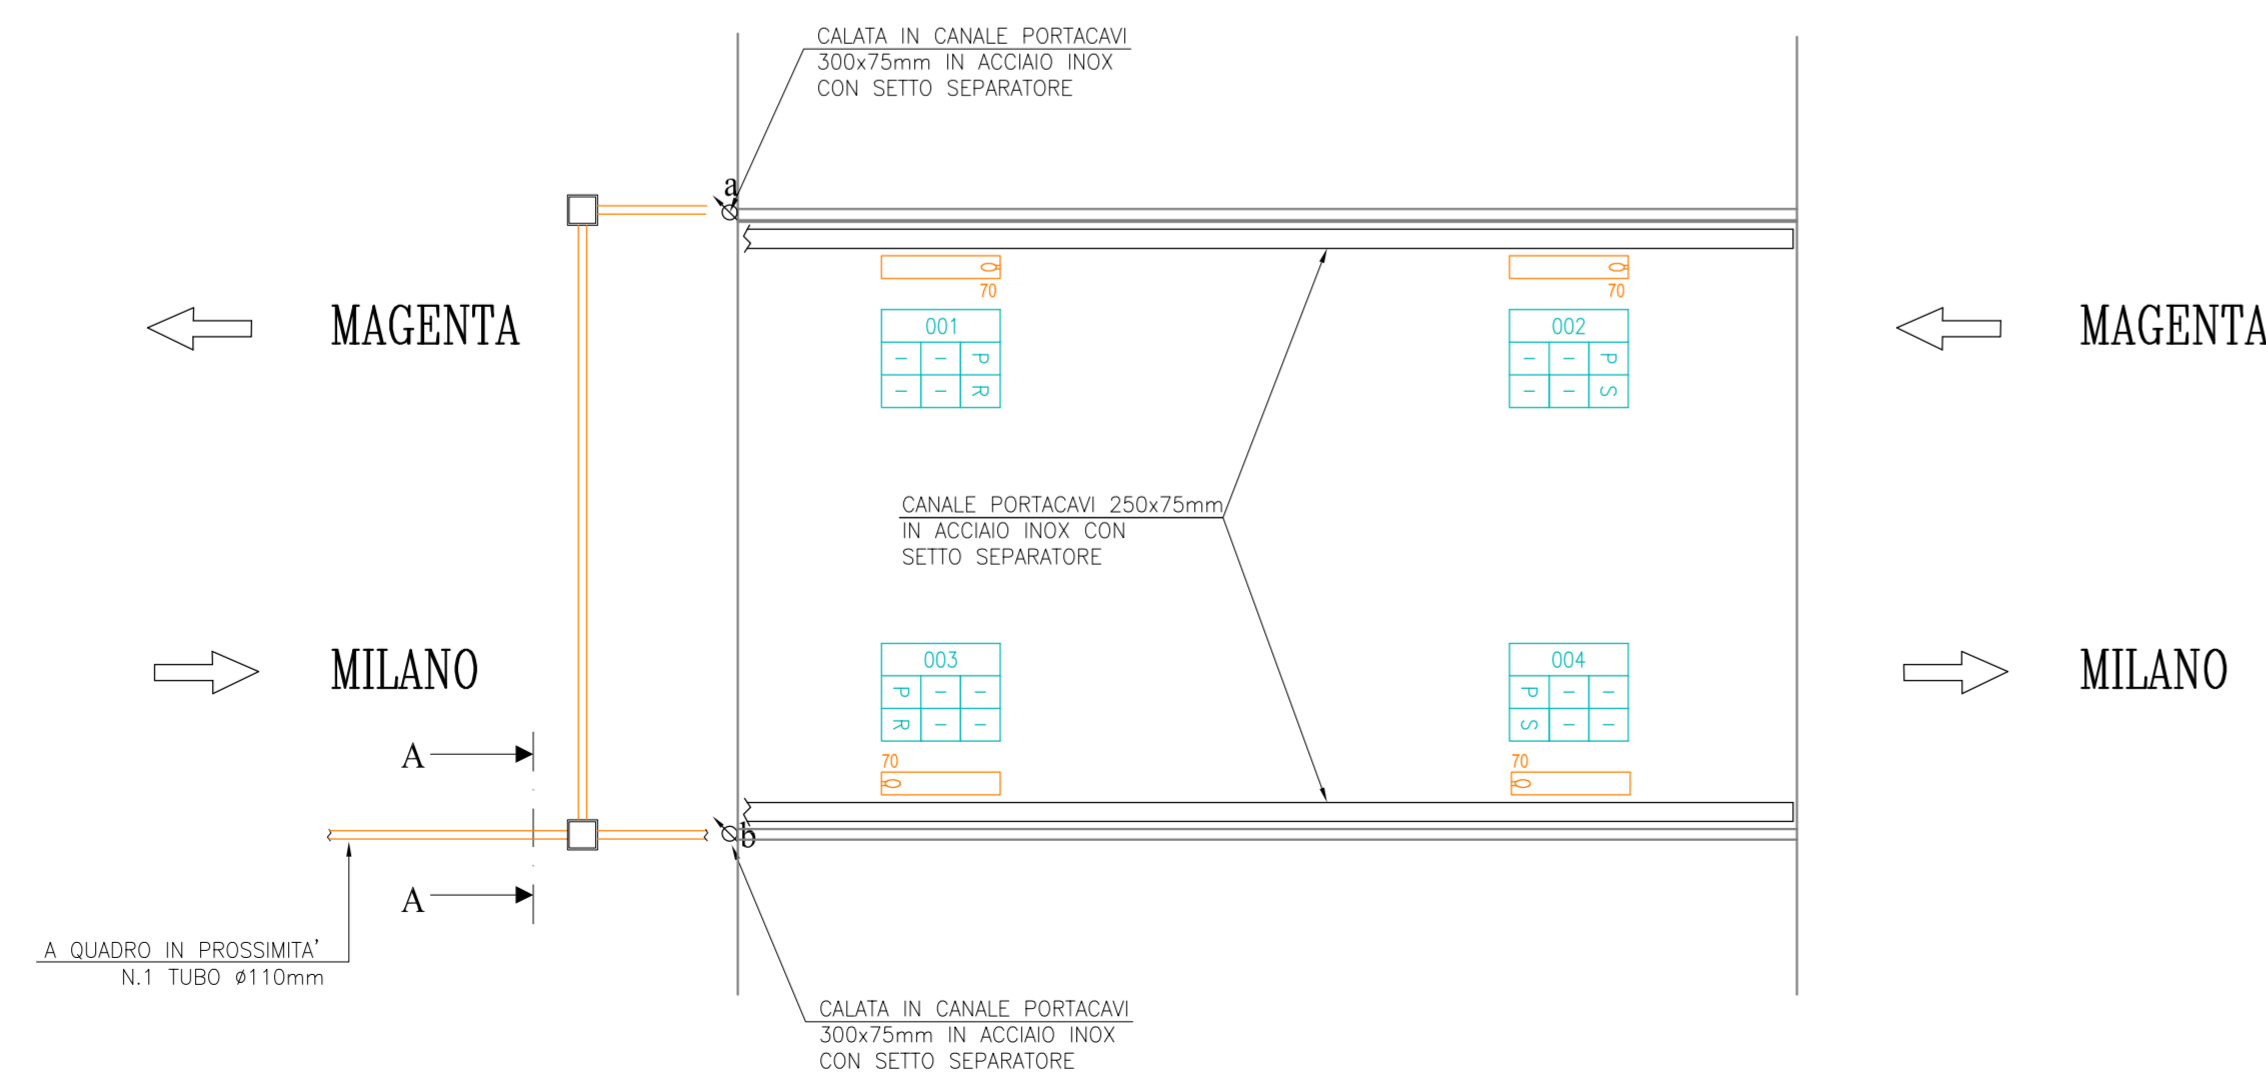 CALATA IN CANALE PORTACAVI
300x75mm IN ACCIAIO INOX
CON SETTO SEPARATORE
a
70
70
MAGENTA
001
002
MAGENTA
I I P
I I P
I I R
I I S
CANALE PORTACAVI 250x75mm
IN ACCIAIO INOX CON
SETTO SEPARATORE
MILANO
003
004
MILANO
P I I
P I I
R I I
S I I
A
70
70
b
A
A QUADRO IN PROSSIMITA'
N.1 TUBO ø110mm
CALATA IN CANALE PORTACAVI
300x75mm IN ACCIAIO INOX
CON SETTO SEPARATORE